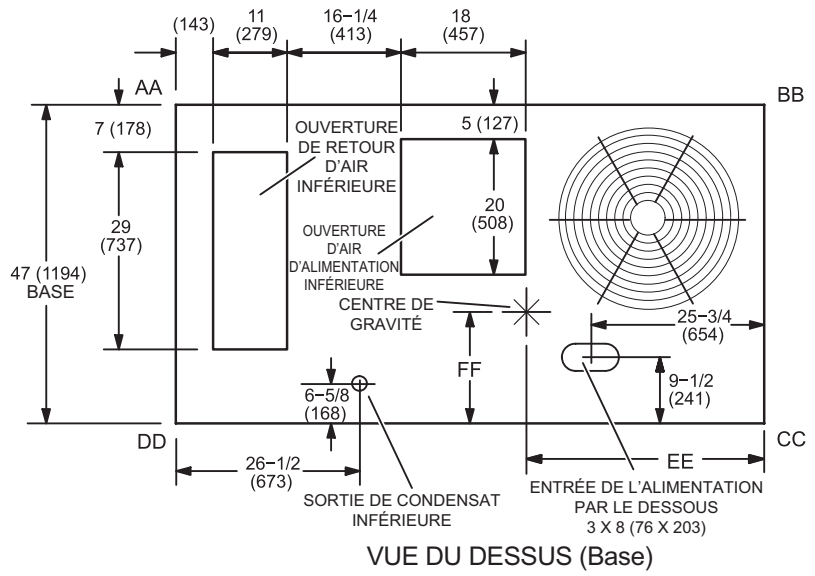 (143)
11
(279)
16–1/4
(413)
18
(457)
AA
BB
7 (178)
OUVERTURE
DE RETOUR
D'AIR
INFÉRIEURE
5 (127)
29
(737)
20
(508)
OUVERTURE
D'AIR
D'ALIMENTATION
INFÉRIEURE
47 (1194)
BASE
CENTRE DE
GRAVITÉ
25–3/4
(654)
FF
6–5/8
(168)
9–1/2
(241)
DD
CC
26–1/2
(673)
EE
SORTIE DE CONDENSAT
INFÉRIEURE
ENTRÉE DE L'ALIMENTATION
PAR LE DESSOUS
3 X 8 (76 X 203)
VUE DU DESSUS (Base)